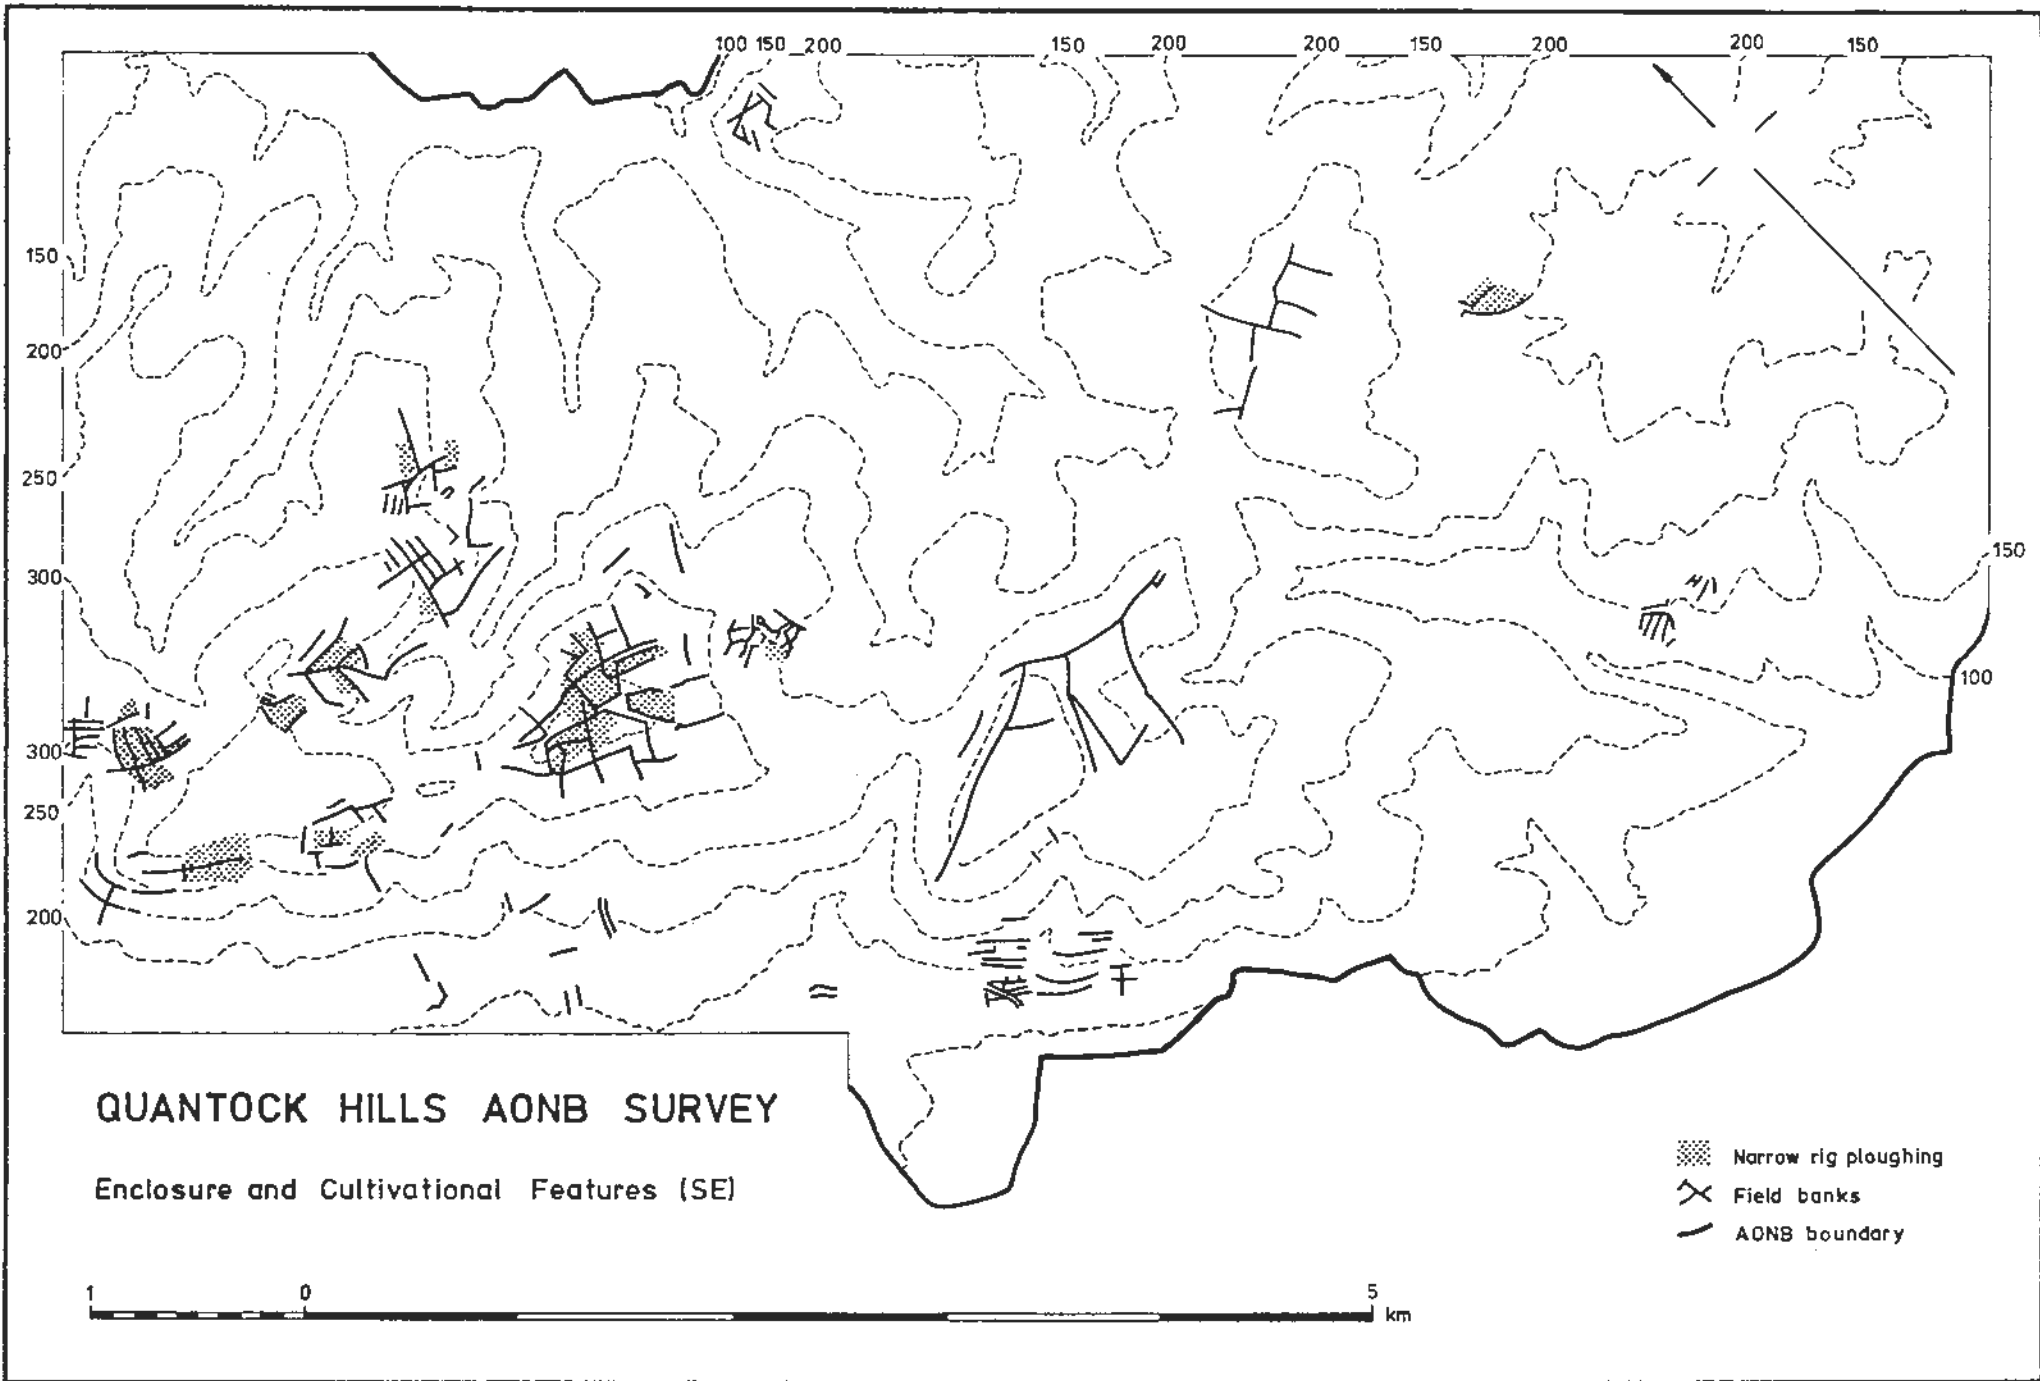 100 150 200 150 200 200 150 200 200 150
150
200
250
300
300
250
200
150
100
QUANTOCK HILLS AONB SURVEY
Enclosure and Cultivational Features (SE)
Narrow rig ploughing
Field banks
AONB boundary
1 0 5
km